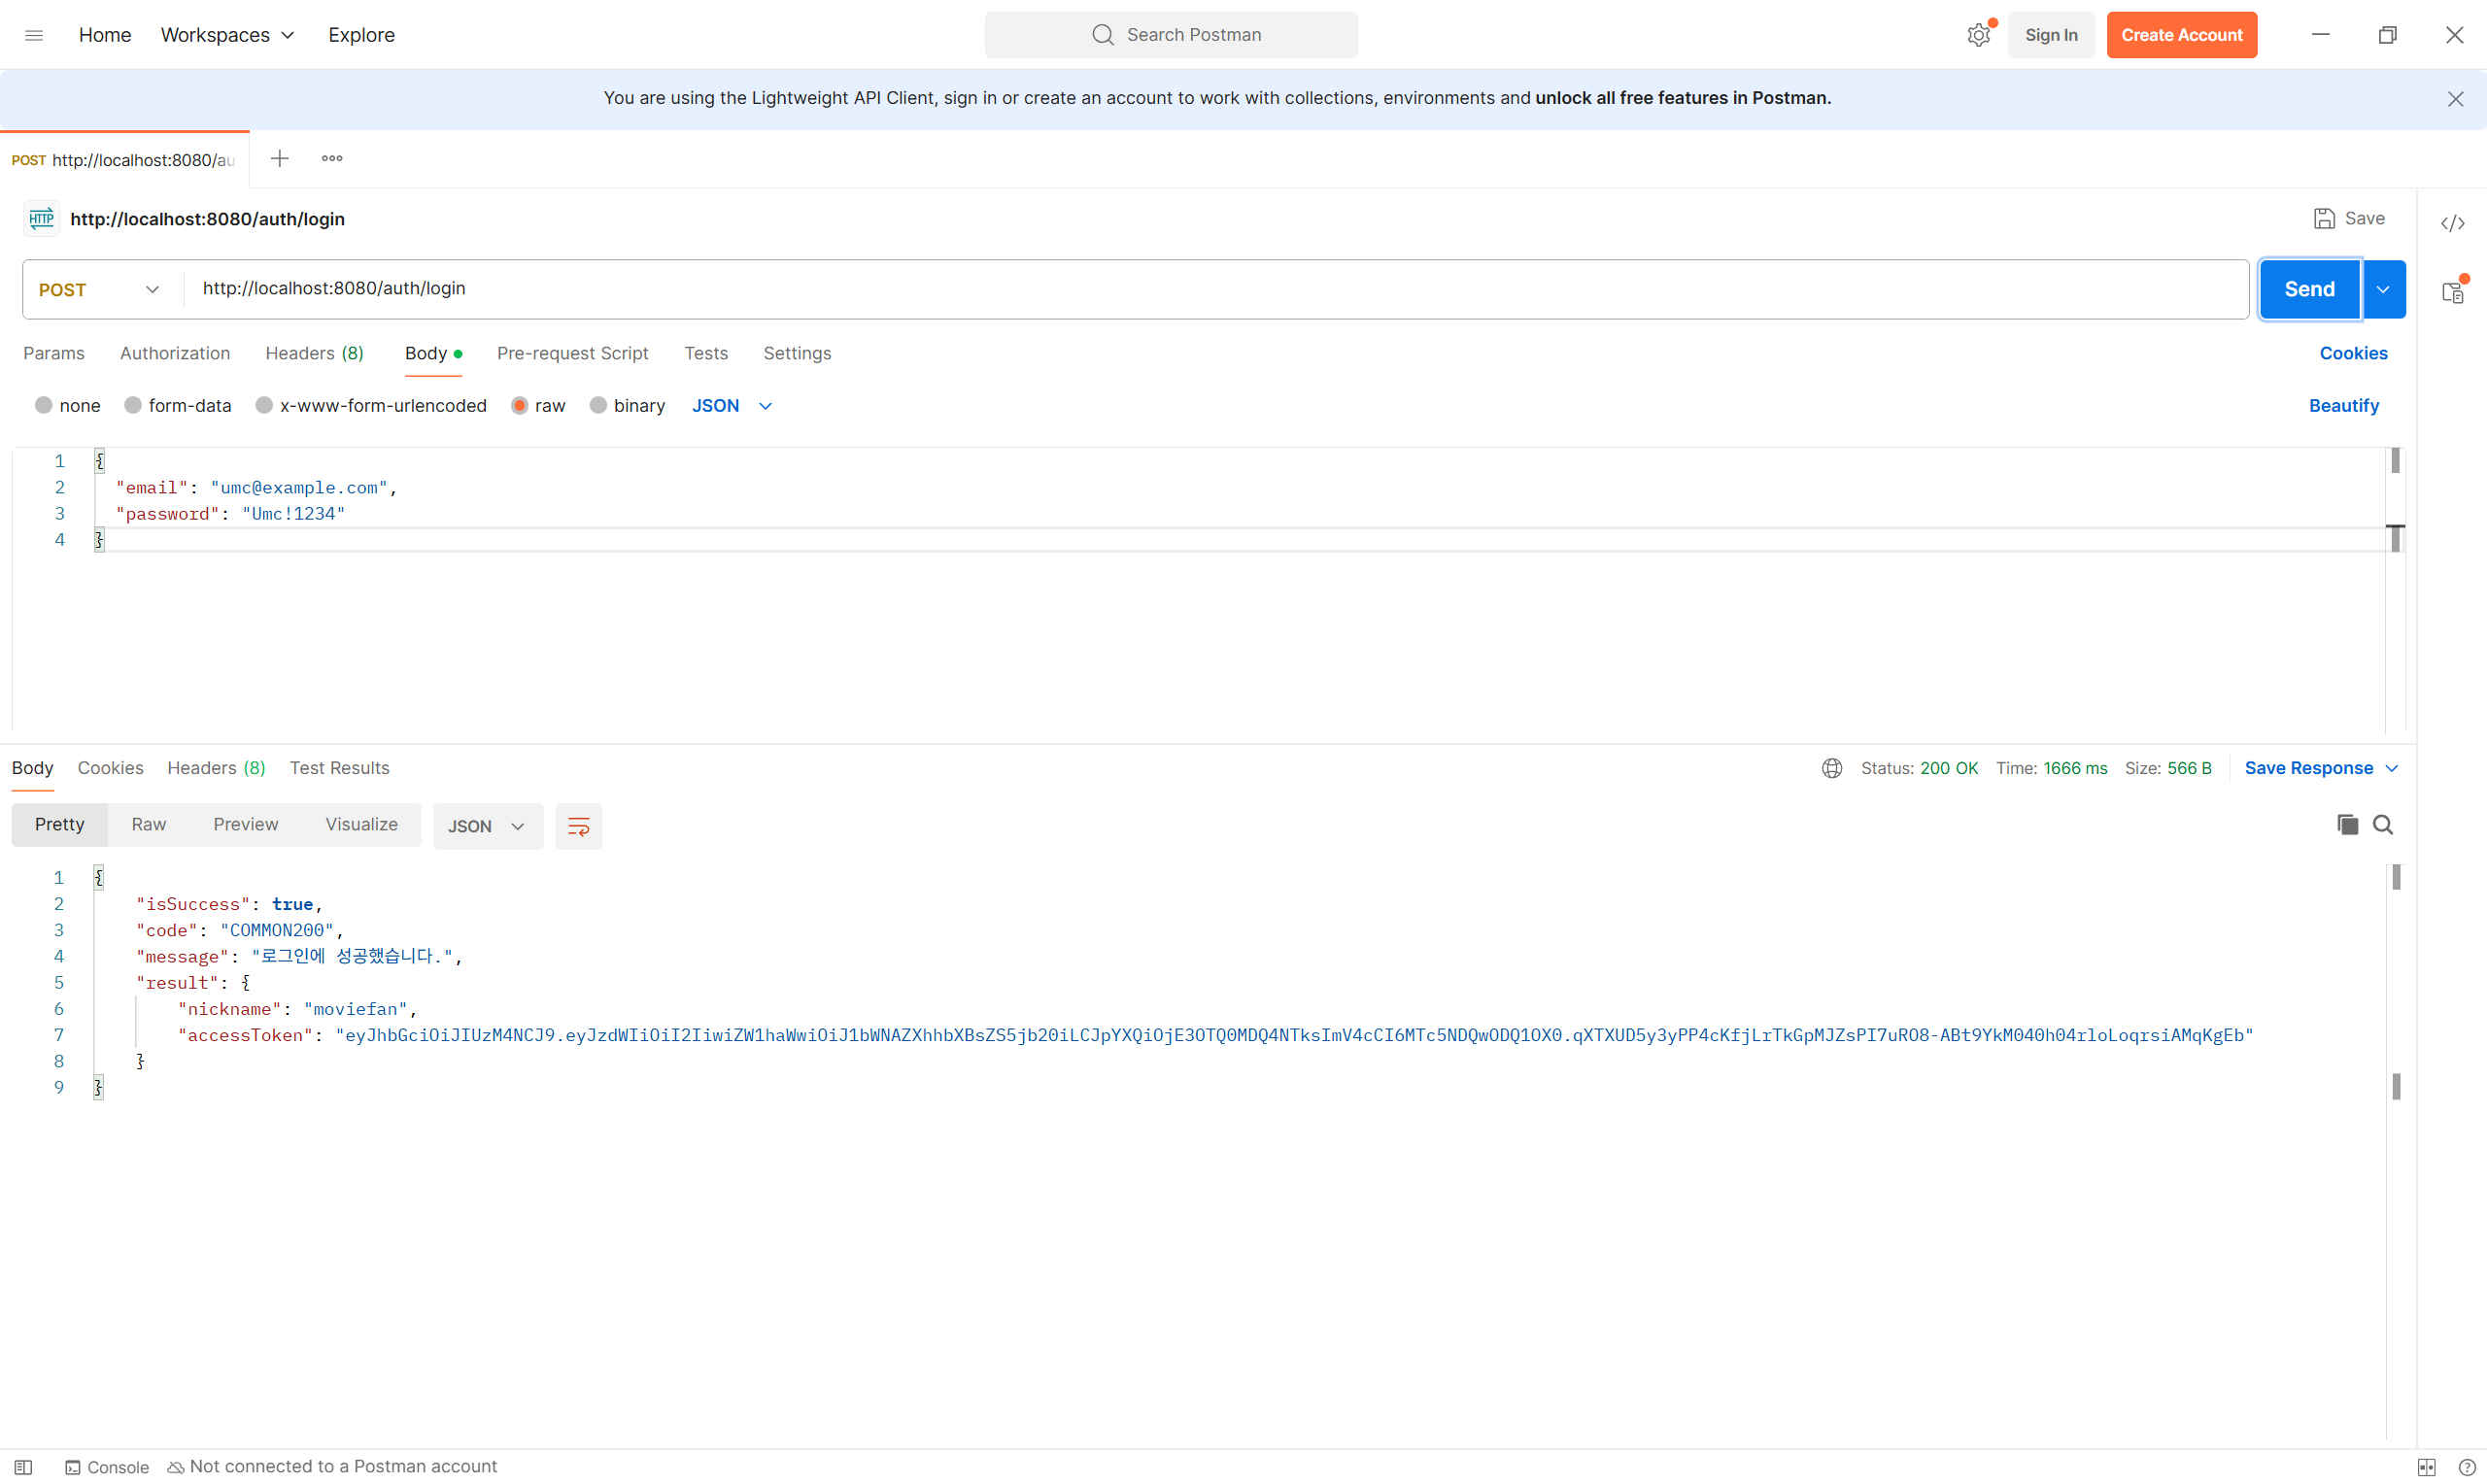 Home Workspaces Explore Search Postman Sign In Create Account
You are using the Lightweight API Client, sign in or create an account to work with collections, environments and unlock all free features in Postman.
POST http://localhost:8080/au
HTTP http://localhost:8080/auth/login Save
POST http://localhost:8080/auth/login Send
Params Authorization Headers (8) Body Pre-request Script Tests Settings Cookies
none form-data x-www-form-urlencoded raw binary JSON Beautify
1 {
2 "email": "umc@example.com",
3 "password": "Umc!1234"
4 }
Body Cookies Headers (8) Test Results Status: 200 OK Time: 1666 ms Size: 566 B Save Response
Pretty Raw Preview Visualize JSON
1 {
2 "isSuccess": true,
3 "code": "COMMON200",
4 "message": "로그인에 성공했습니다.",
5 "result": {
6 "nickname": "moviefan",
7 "accessToken": "eyJhbGciOiJIUzM4NCJ9.eyJzdWIiOiI2IiwiZW1haWwiOiJ1bWNAZXhhbXBsZS5jb20iLCJpYXQiOjE3OTQ0MDQ4NTksImV4cCI6MTc5NDQwODQ1OX0.qXTXUD5y3yPP4cKfjLrTkGpMJZsPI7uRO8-ABt9YkM040h04rloLoqrsiAMqKgEb"
8 }
9 }
Console Not connected to a Postman account